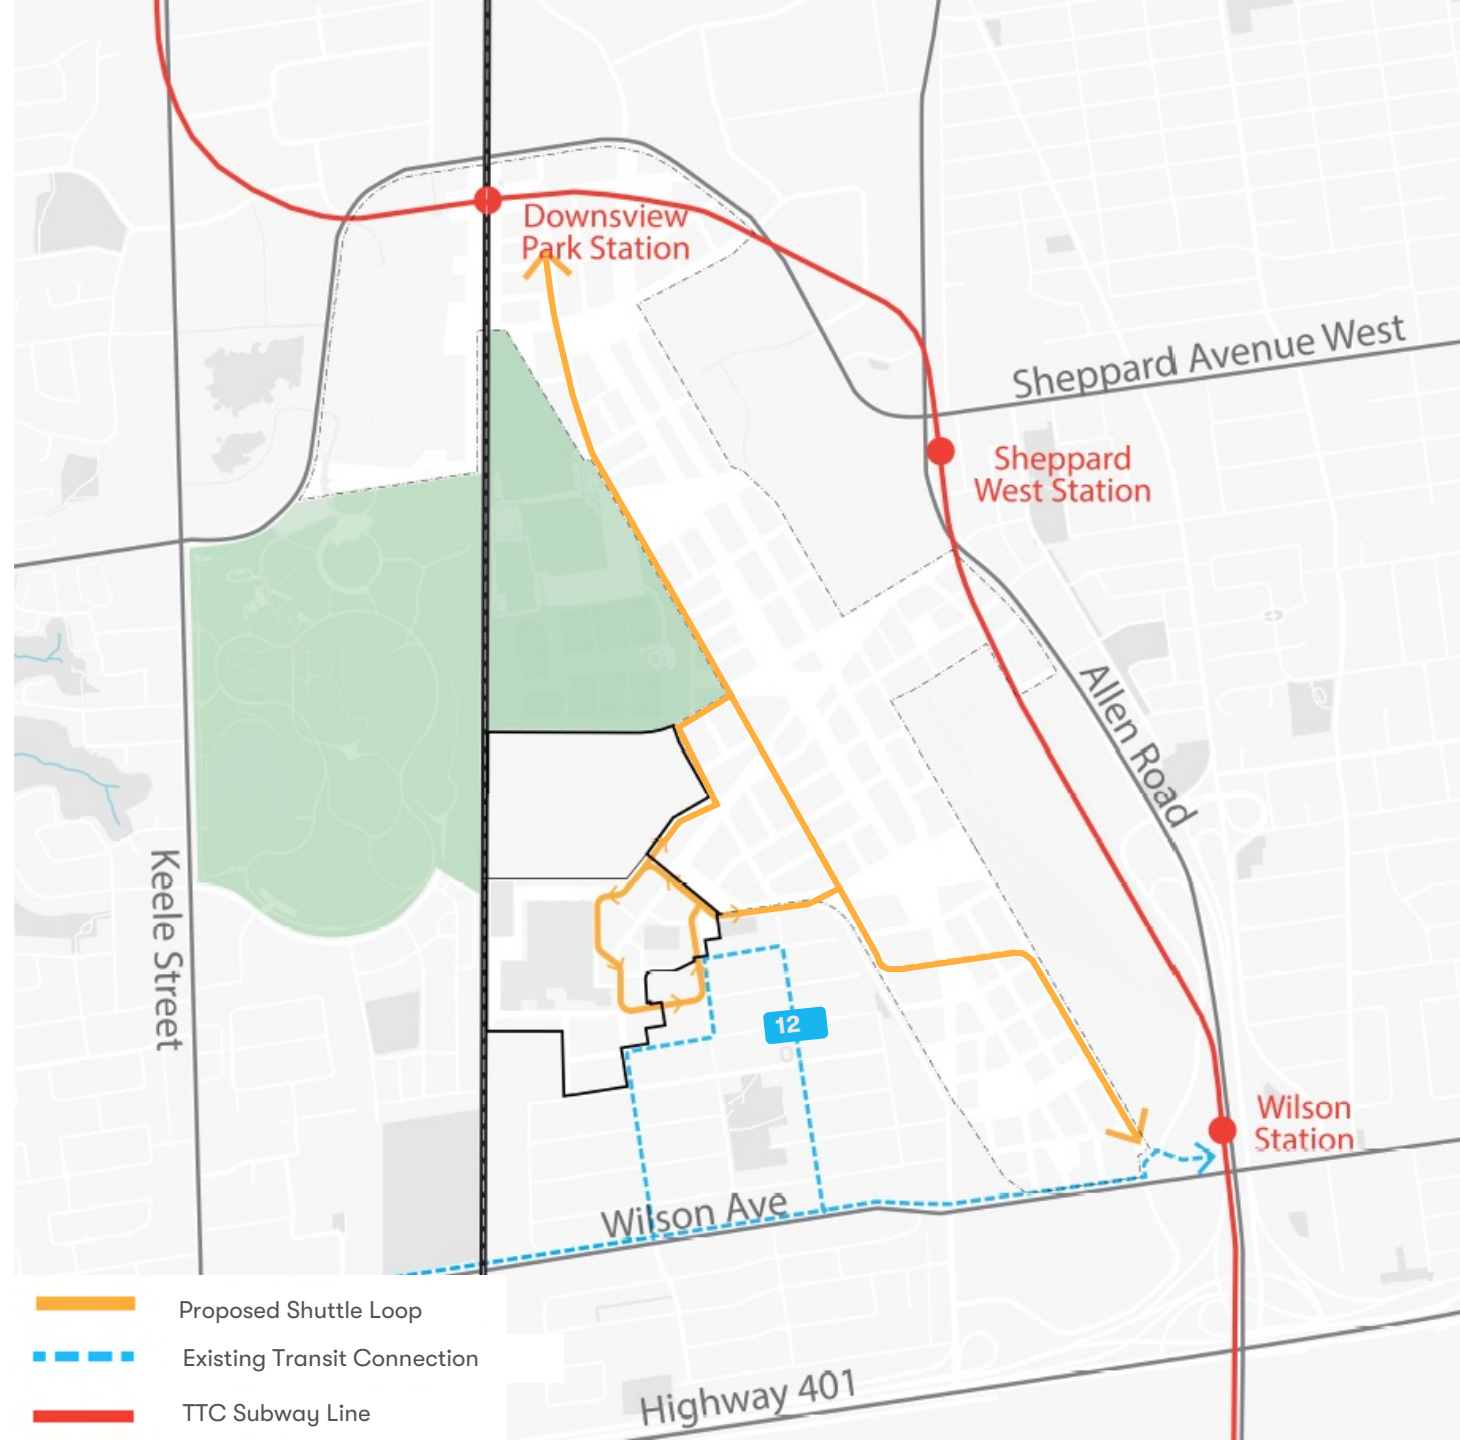 Downsview
Park Station
Sheppard Avenue West
Sheppard
West Station
Allen Road
Keele Street
12
0
Wilson
Station
Wilson Ave
Proposed Shuttle Loop
Existing Transit Connection
Highway 401
TTC Subway Line